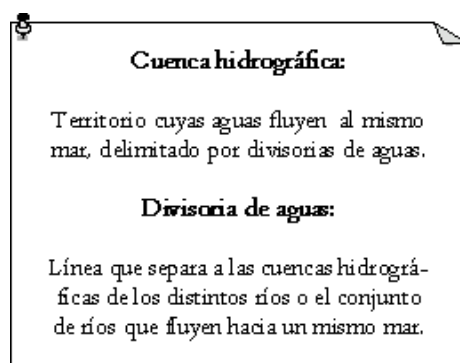 Cuenca hidrográfica:
Territorio cuyas aguas fluyen al mismo
mar, delimitado por divisorias de aguas.
Divisoria de aguas:
Línea que separa a las cuencas hidrográ-
ficas de los distintos ríos o el conjunto
de ríos que fluyen hacia un mismo mar.